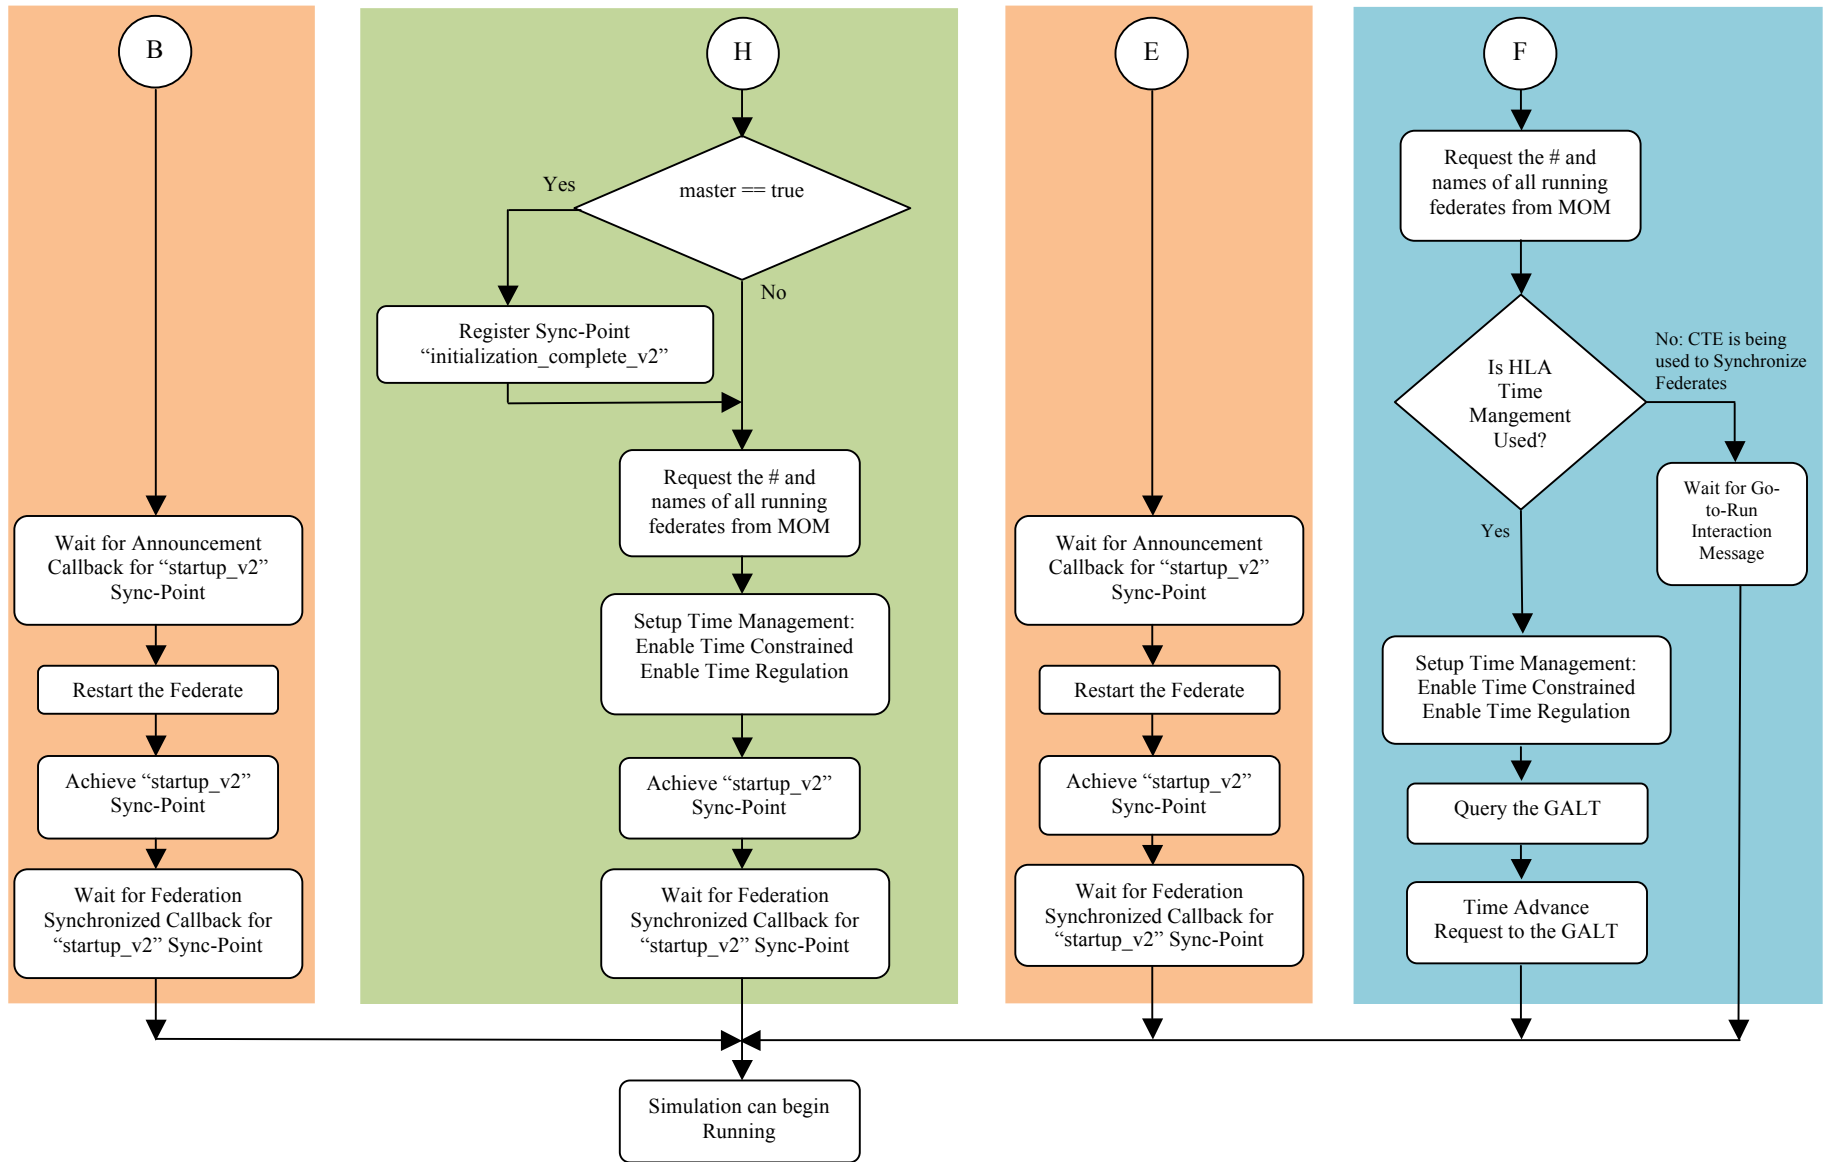 B
Wait for Announcement
Callback for “startup_v2”
Sync-Point
Restart the Federate
Achieve “startup_v2”
Sync-Point
Wait for Federation
Synchronized Callback for
“startup_v2” Sync-Point
H
master == true
Yes
No
Register Sync-Point
“initialization_complete_v2”
Request the # and
names of all running
federates from MOM
Setup Time Management:
Enable Time Constrained
Enable Time Regulation
Achieve “startup_v2”
Sync-Point
Wait for Federation
Synchronized Callback for
“startup_v2” Sync-Point
E
Wait for Announcement
Callback for “startup_v2”
Sync-Point
Restart the Federate
Achieve “startup_v2”
Sync-Point
Wait for Federation
Synchronized Callback for
“startup_v2” Sync-Point
F
Request the # and
names of all running
federates from MOM
Is HLA
Time
Mangement
Used?
No: CTE is being
used to Synchronize
Federates
Wait for Go-
to-Run
Interaction
Message
Yes
Setup Time Management:
Enable Time Constrained
Enable Time Regulation
Query the GALT
Time Advance
Request to the GALT
Simulation can begin
Running